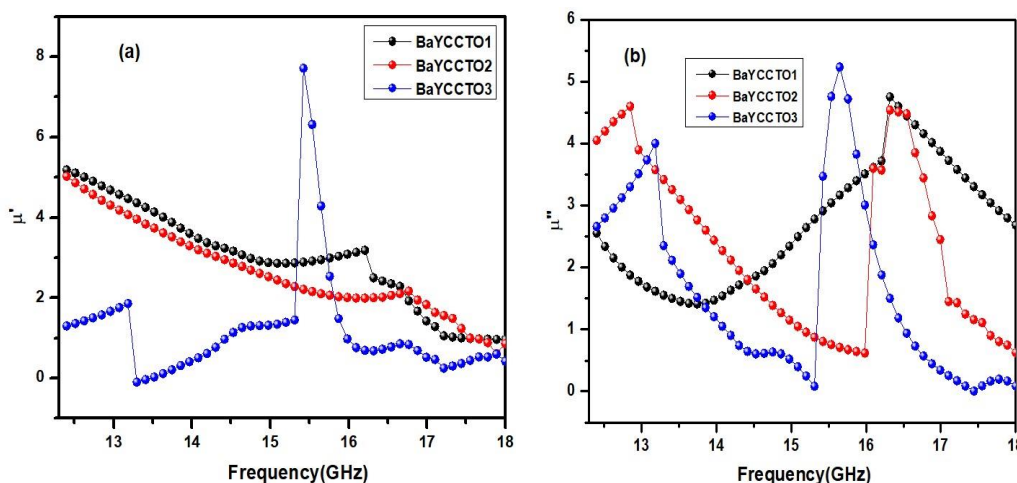 (a)
BaYCCTO1
BaYCCTO2
BaYCCTO3
8
6
4
2
0
μ'
13 14 15 16 17 18
Frequency(GHz)
(b)
BaYCCTO1
BaYCCTO2
BaYCCTO3
6
5
4
3
2
1
0
μ"
13 14 15 16 17 18
Frequency(GHz)